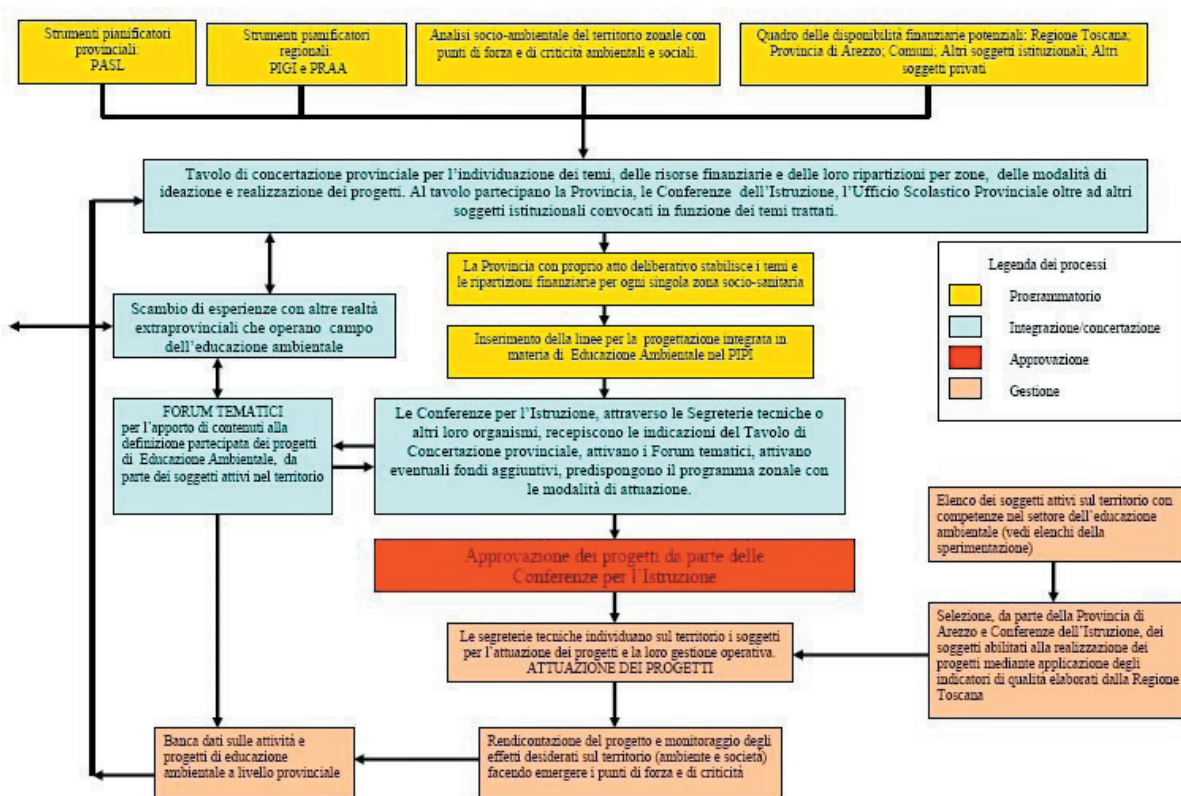 Strumenti pianificatori
provinciali:
PASL
Strumenti pianificatori
regionali:
PIGI e PRAA
Analisi socio-ambientale del territorio zonale con
punti di forza e di criticità ambientali e sociali.
Quadro delle disponibilità finanziarie potenziali: Regione Toscana;
Provincia di Arezzo; Comuni; Altri soggetti istituzionali; Altri
soggetti privati
Tavolo di concertazione provinciale per l’individuazione dei temi, delle risorse finanziarie e delle loro ripartizioni per zone, delle modalità di
ideazione e realizzazione dei progetti. Al tavolo partecipano la Provincia, le Conferenze dell’Istruzione, l’Ufficio Scolastico Provinciale oltre ad altri
soggetti istituzionali convocati in funzione dei temi trattati.
La Provincia con proprio atto deliberativo stabilisce i temi e
le ripartizioni finanziarie per ogni singola zona socio-sanitaria
Legenda dei processi
Programmatorio
Integrazione/concertazione
Approvazione
Gestione
Scambio di esperienze con altre realtà
extraprovinciali che operano campo
dell’educazione ambientale
Inserimento della linee per la progettazione integrata in
materia di Educazione Ambientale nel PIPI
FORUM TEMATICI
per l’apporto di contenuti alla
definizione partecipata dei progetti
di Educazione Ambientale, da
parte dei soggetti attivi nel territorio
Le Conferenze per l’Istruzione, attraverso le Segreterie tecniche o
altri loro organismi, recepiscono le indicazioni del Tavolo di
Concertazione provinciale, attivano i Forum tematici, attivano
eventuali fondi aggiuntivi, predispongono il programma zonale con
le modalità di attuazione.
Elenco dei soggetti attivi sul territorio con
competenze nel settore dell’educazione
ambientale (vedi elenchi della
sperimentazione)
Approvazione dei progetti da parte delle
Conferenze per l’Istruzione
Selezione, da parte della Provincia di
Arezzo e Conferenze dell’Istruzione, dei
soggetti abilitati alla realizzazione dei
progetti mediante applicazione degli
indicatori di qualità elaborati dalla Regione
Toscana
Le segreterie tecniche individuano sul territorio i soggetti
per l’attuazione dei progetti e la loro gestione operativa.
ATTUAZIONE DEI PROGETTI
Banca dati sulle attività e
progetti di educazione
ambientale a livello provinciale
Rendicontazione del progetto e monitoraggio degli
effetti desiderati sul territorio (ambiente e società)
facendo emergere i punti di forza e di criticità